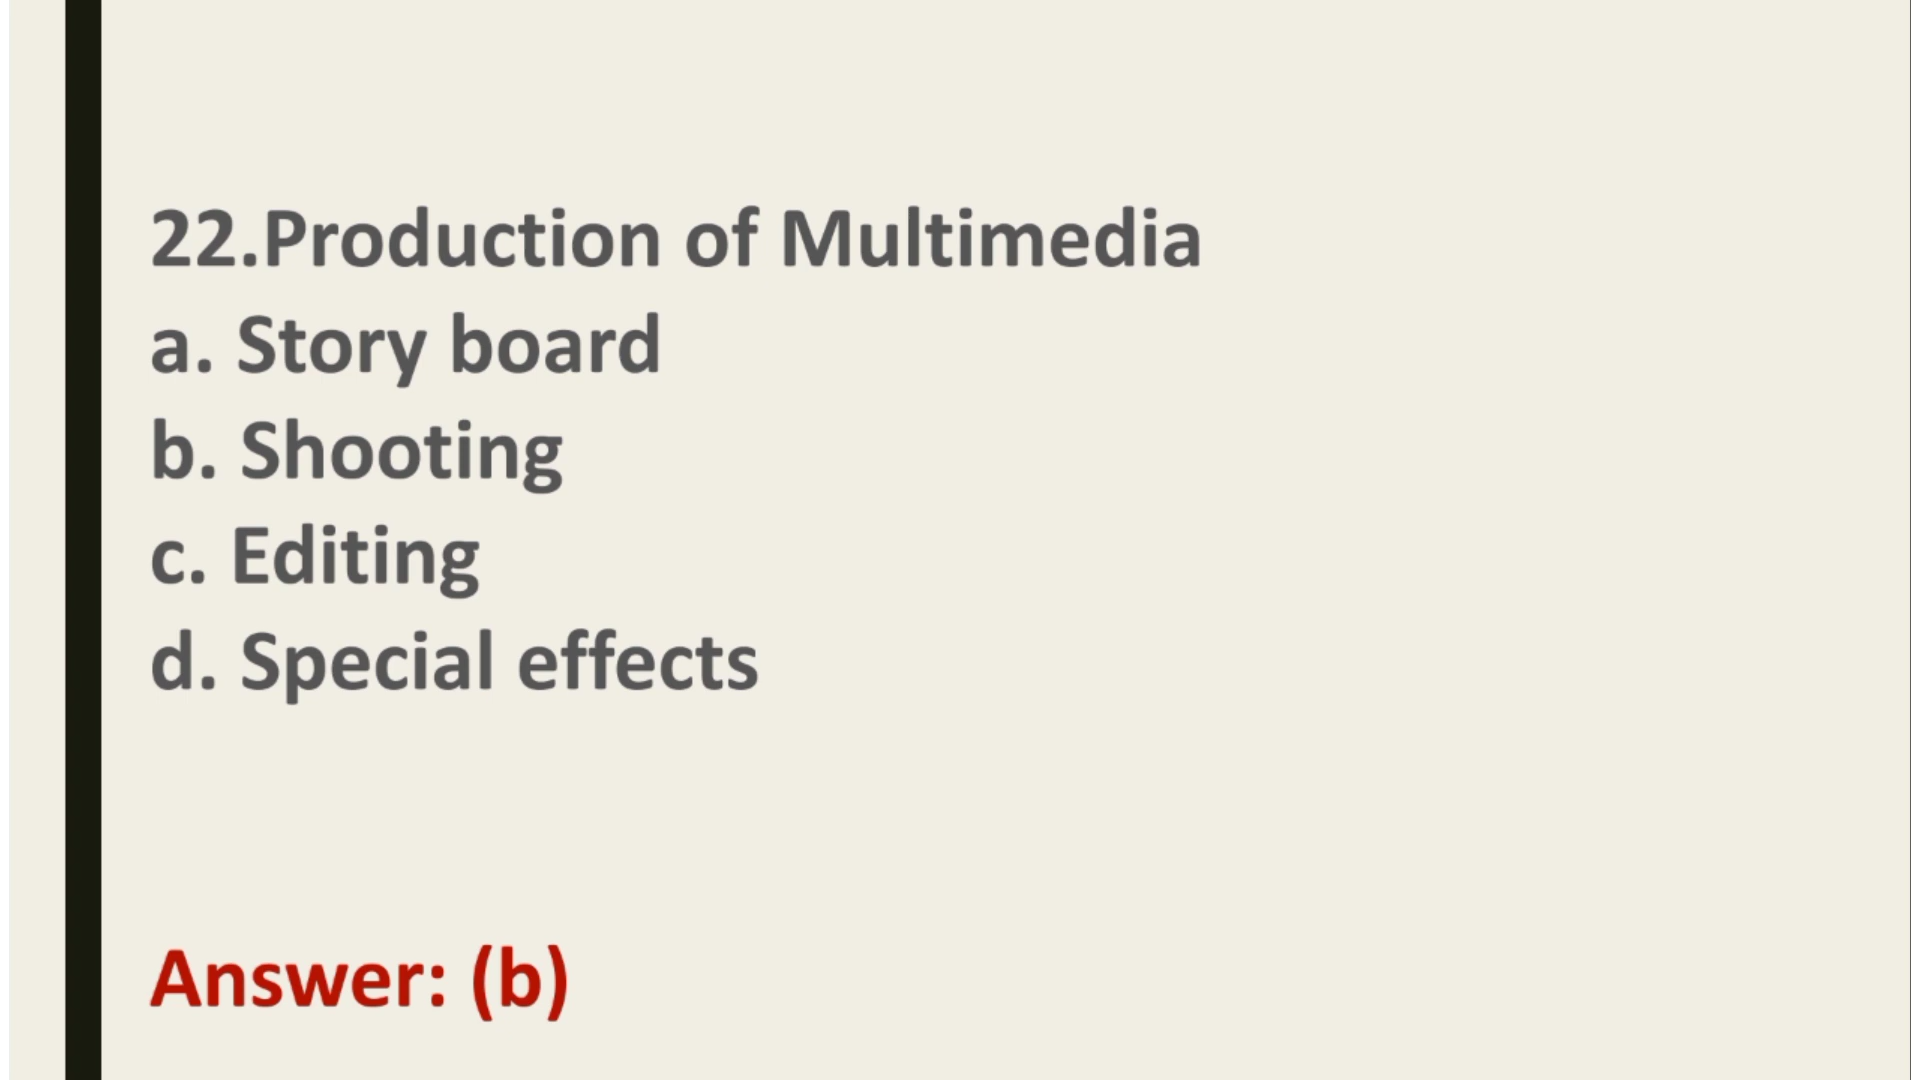 22.Production of Multimedia
a. Story board
b. Shooting
c. Editing
d. Special effects
Answer: (b)